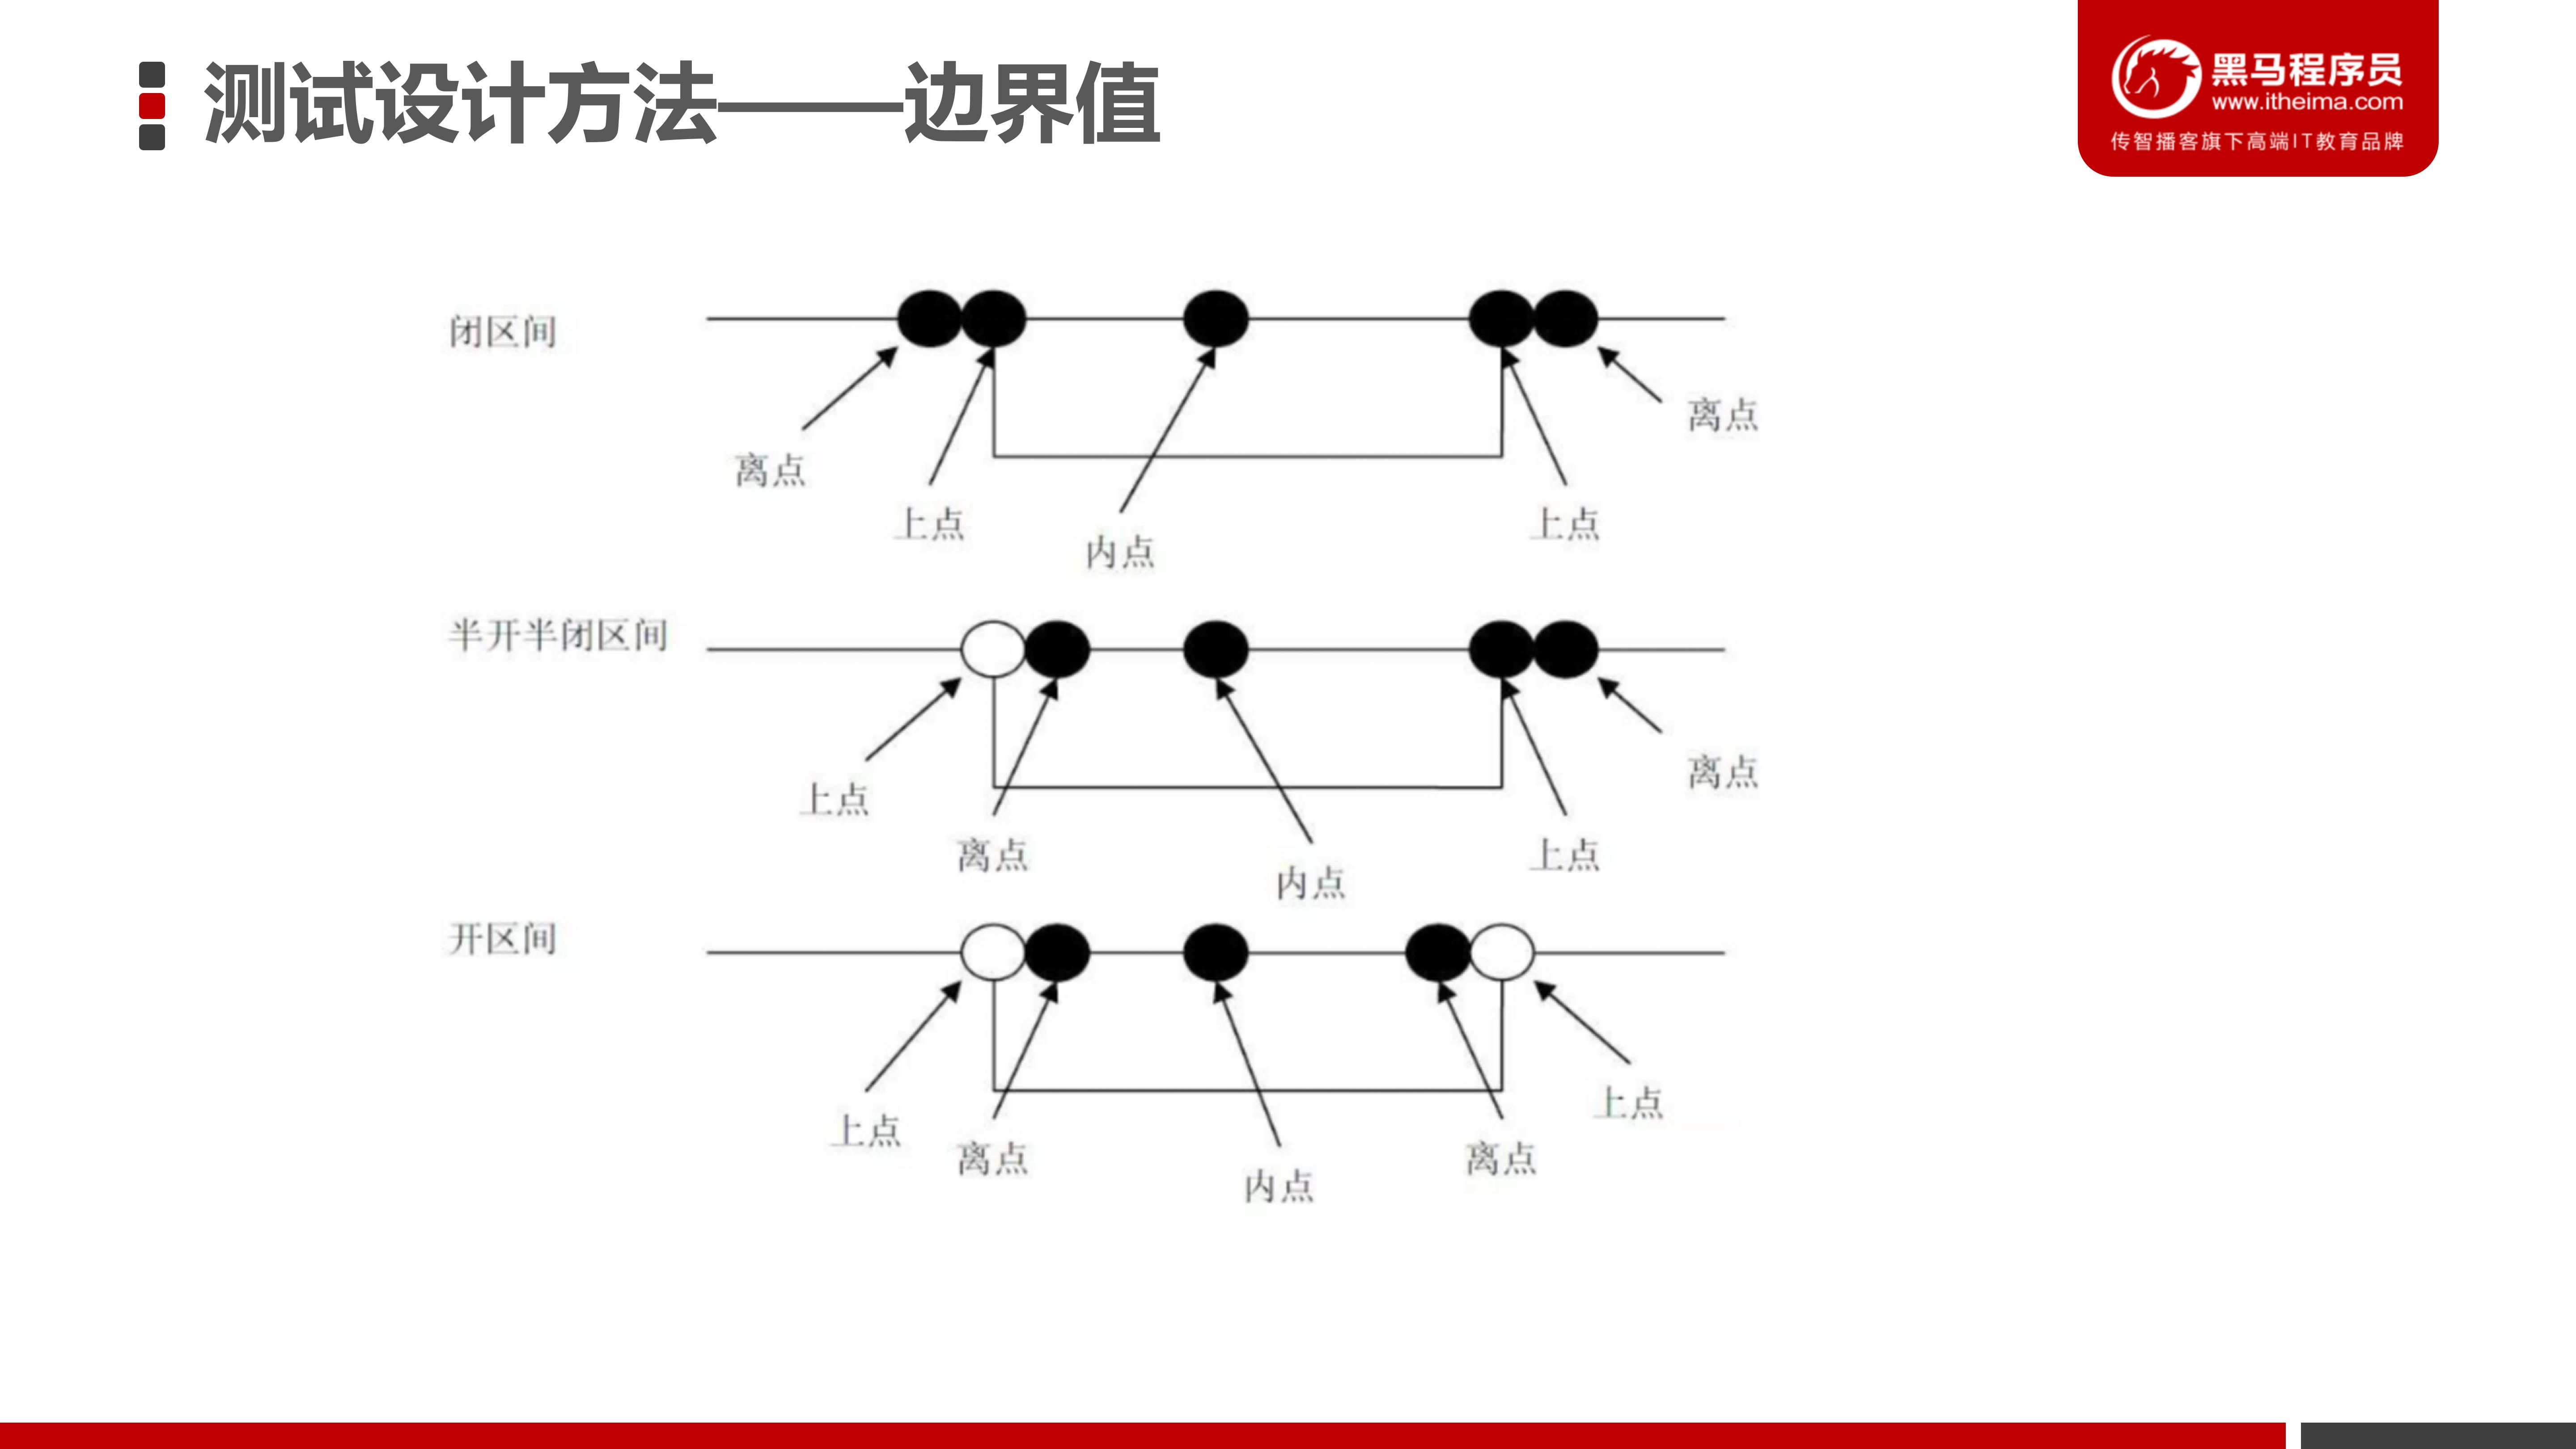 测试设计方法——边界值
黑马程序员
www.itheima.com
传智播客旗下高端IT教育品牌
闭区间
离点
离点
上点
上点
内点
半开半闭区间
离点
上点
离点
上点
内点
开区间
上点
上点
离点
离点
内点